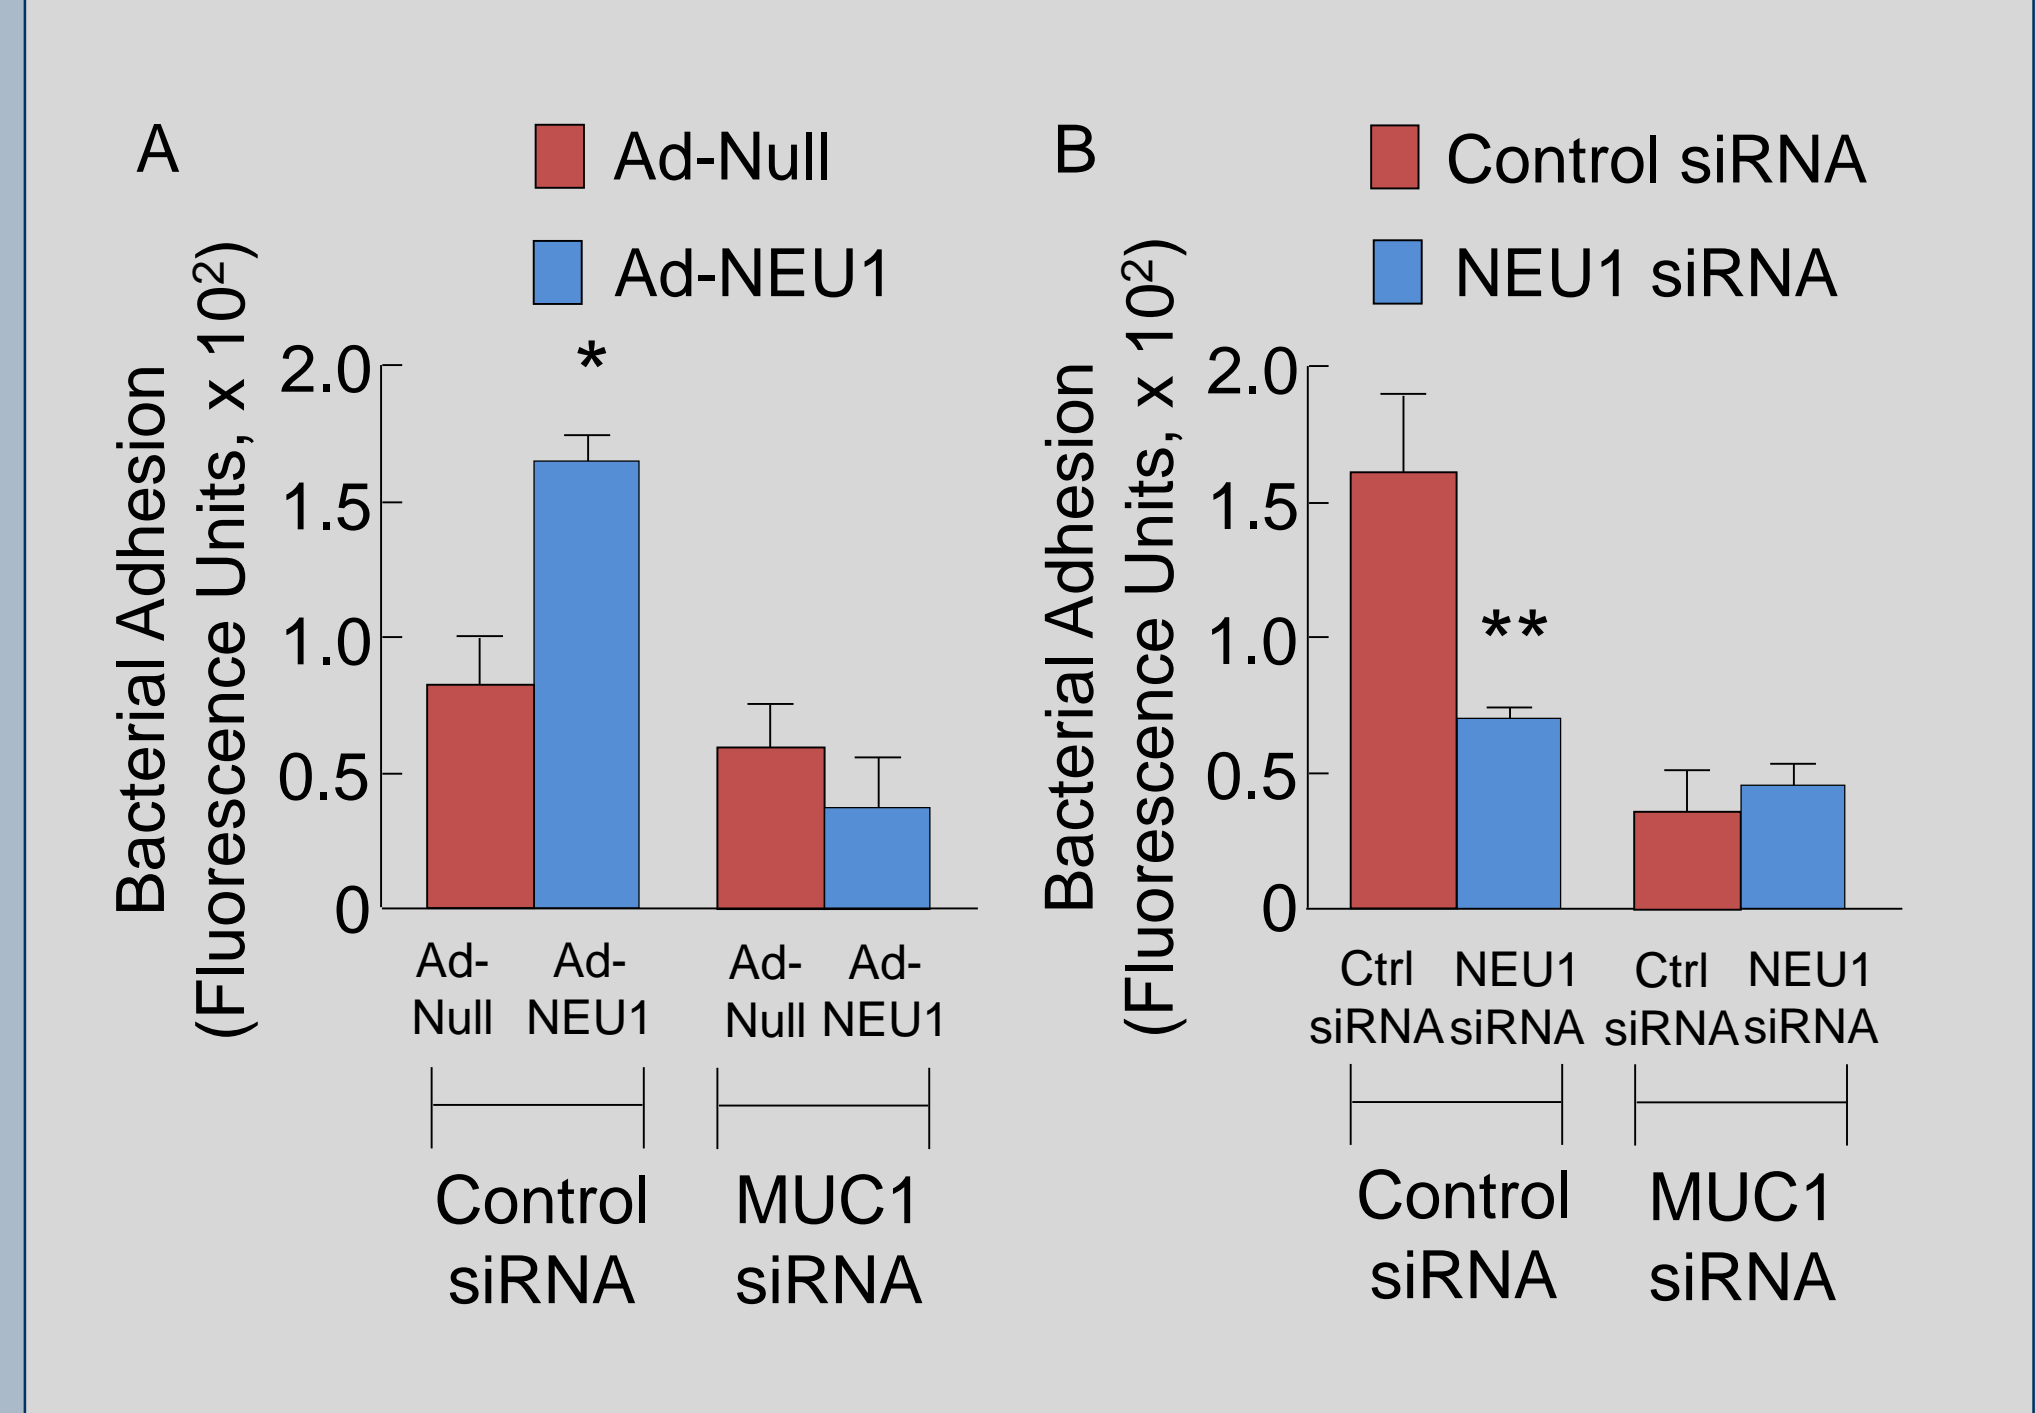 A
Ad-Null
Ad-NEU1
Bacterial Adhesion
(Fluorescence Units, x 10²)
2.0
*
1.5
1.0
0.5
0
Ad-
Null
Ad-
NEU1
Ad-
Null
Ad-
NEU1
Control
siRNA
MUC1
siRNA
B
Control siRNA
NEU1 siRNA
Bacterial Adhesion
(Fluorescence Units, x 10²)
2.0
1.5
1.0
**
0.5
0
Ctrl
siRNA
NEU1
siRNA
Ctrl
siRNA
NEU1
siRNA
Control
siRNA
MUC1
siRNA